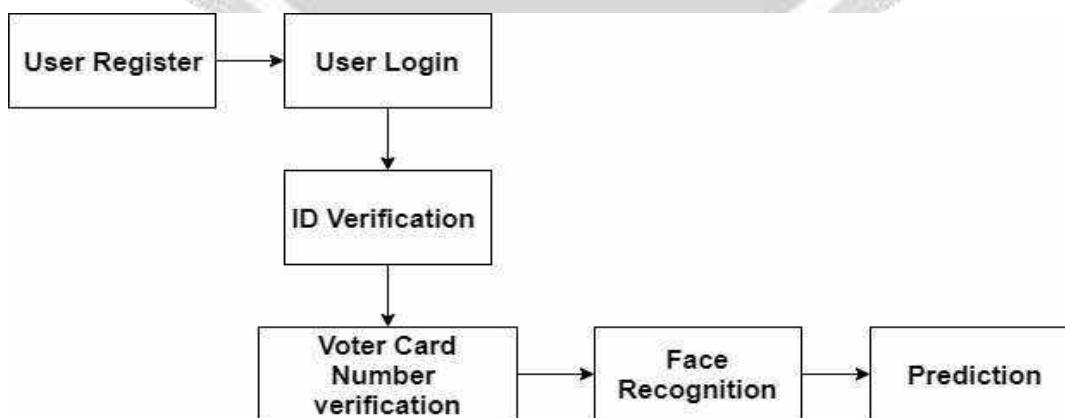 User Register
User Login
ID Verification
Voter Card
Number
verification
Face
Recognition
Prediction